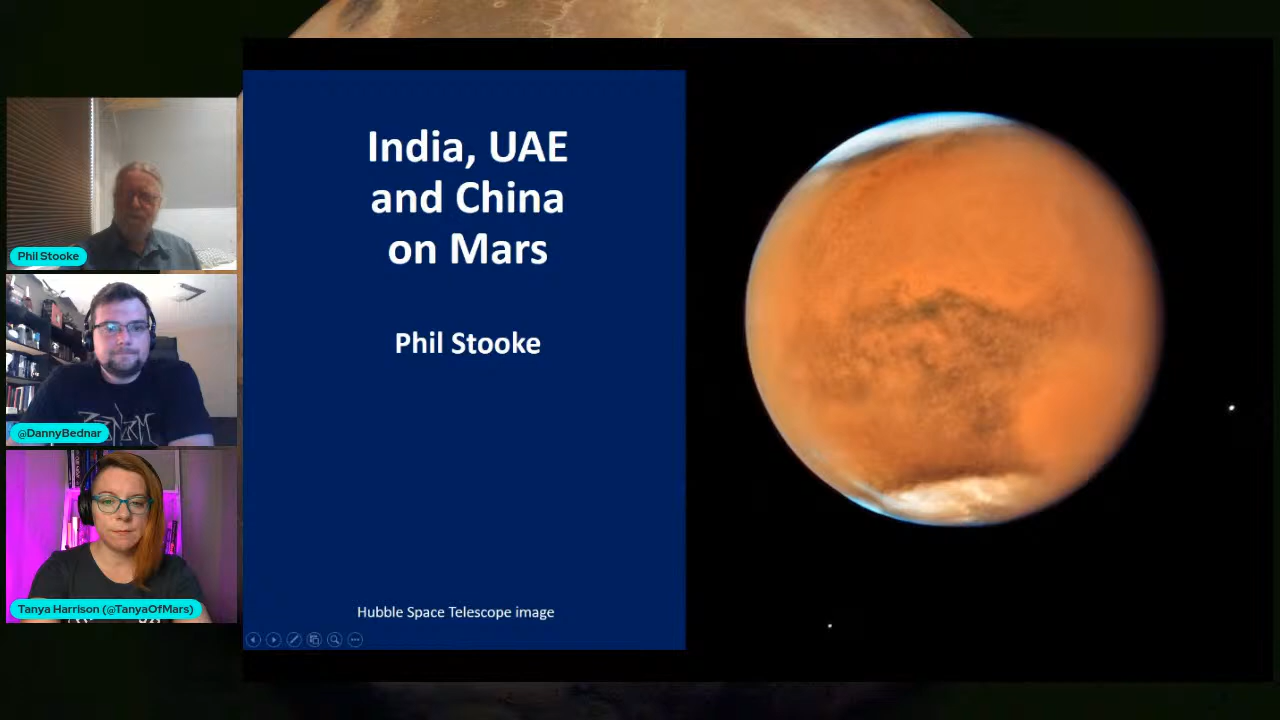 India, UAE
and China
on Mars
Phil Stooke
Hubble Space Telescope image
Phil Stooke
@DannyBednar
Tanya Harrison (@TanyaOfMars)